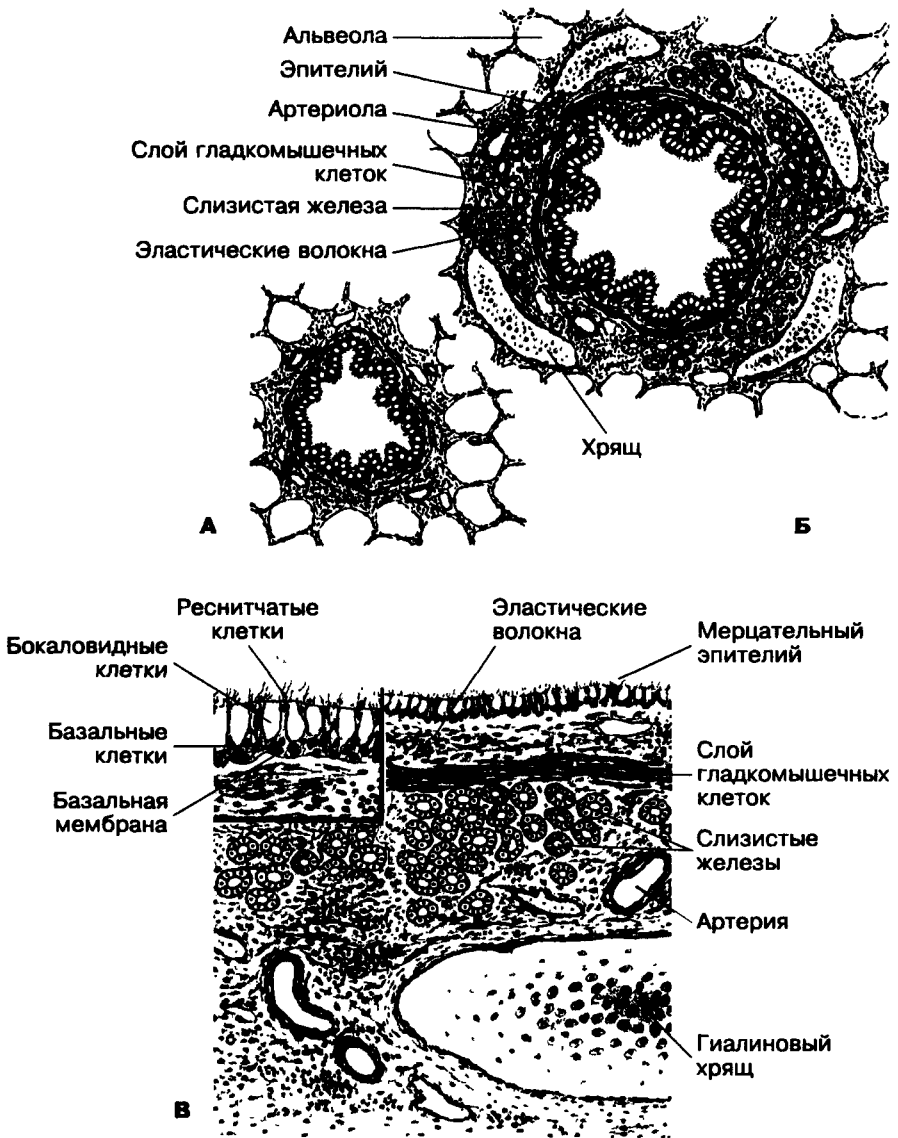 Альвеола
Эпителий
Артериола
Слой гладкомышечных
клеток
Слизистая железа
Эластические волокна
Хрящ
А
Б
Реснитчатые
клетки
Бокаловидные
клетки
Базальные
клетки
Базальная
мембрана
Эластические
волокна
Мерцательный
эпителий
Слой
гладкомышечных
клеток
Слизистые
железы
Артерия
Гиалиновый
хрящ
В